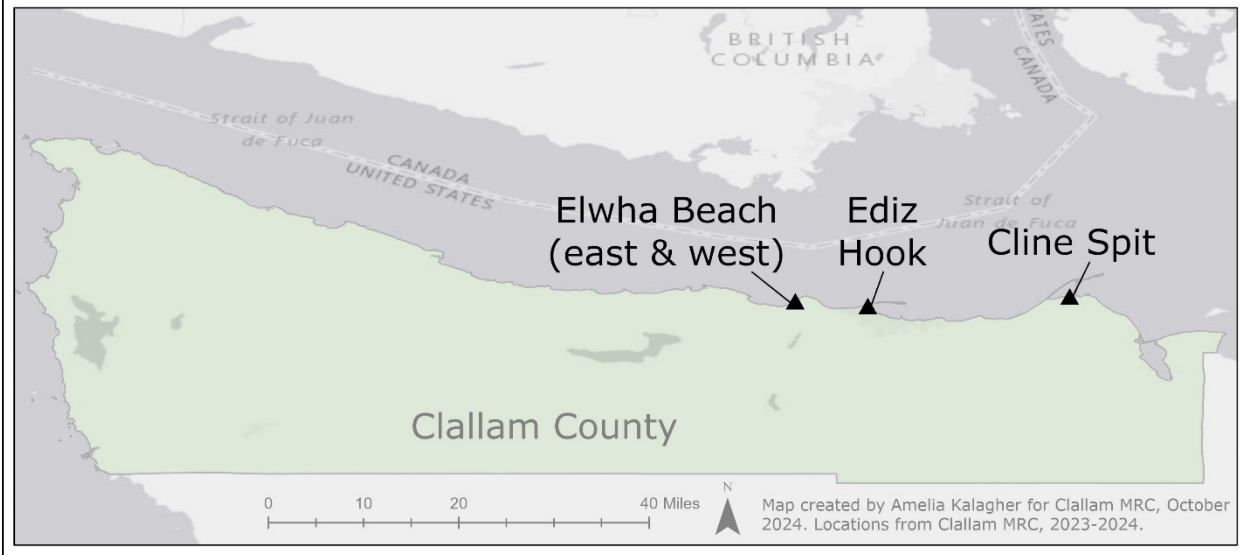 BRITISH
COLUMBIA
STATES
CANADA
Strait of Juan
de Fuca
CANADA
UNITED STATES
Elwha Beach
(east & west)
Ediz
Hook
Strait of
Juan de Fuca
Cline Spit
Clallam County
0 10 20 40 Miles
N
Map created by Amelia Kalagher for Clallam MRC, October
2024. Locations from Clallam MRC, 2023-2024.